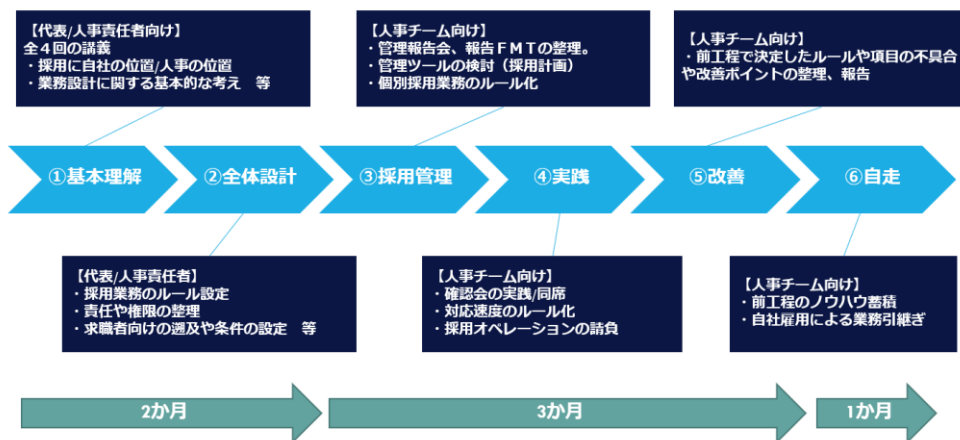 【代表/人事責任者向け】
全４回の講義
・採用に自社の位置/人事の位置
・業務設計に関する基本的な考え　等
【人事チーム向け】
・管理報告会、報告ＦＭＴの整理。
・管理ツールの検討（採用計画）
・個別採用業務のルール化
【人事チーム向け】
・前工程で決定したルールや項目の不具合
や改善ポイントの整理、報告
①基本理解
②全体設計
③採用管理
④実践
⑤改善
⑥自走
【代表/人事責任者】
・採用業務のルール設定
・責任や権限の整理
・求職者向けの遡及や条件の設定　等
【人事チーム向け】
・確認会の実践/同席
・対応速度のルール化
・採用オペレーションの請負
【人事チーム向け】
・前工程のノウハウ蓄積
・自社雇用による業務引継ぎ
2か月
3か月
1か月